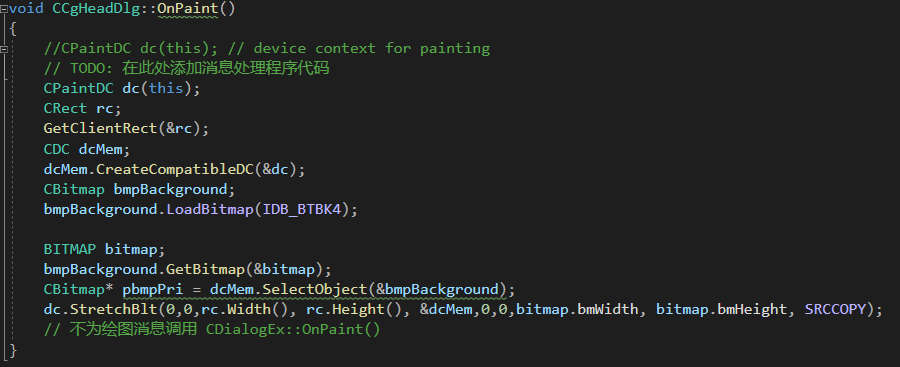 void CCgHeadDlg::OnPaint()
{
//CPaintDC dc(this); // device context for painting
// TODO: 在此处添加消息处理程序代码
CPaintDC dc(this);
CRect rc;
GetClientRect(&rc);
CDC dcMem;
dcMem.CreateCompatibleDC(&dc);
CBitmap bmpBackground;
bmpBackground.LoadBitmap(IDB_BTBK4);
BITMAP bitmap;
bmpBackground.GetBitmap(&bitmap);
CBitmap* pbmpPri = dcMem.SelectObject(&bmpBackground);
dc.StretchBlt(0,0,rc.Width(), rc.Height(), &dcMem,0,0,bitmap.bmWidth, bitmap.bmHeight, SRCCOPY);
// 不为绘图消息调用 CDialogEx::OnPaint()
}